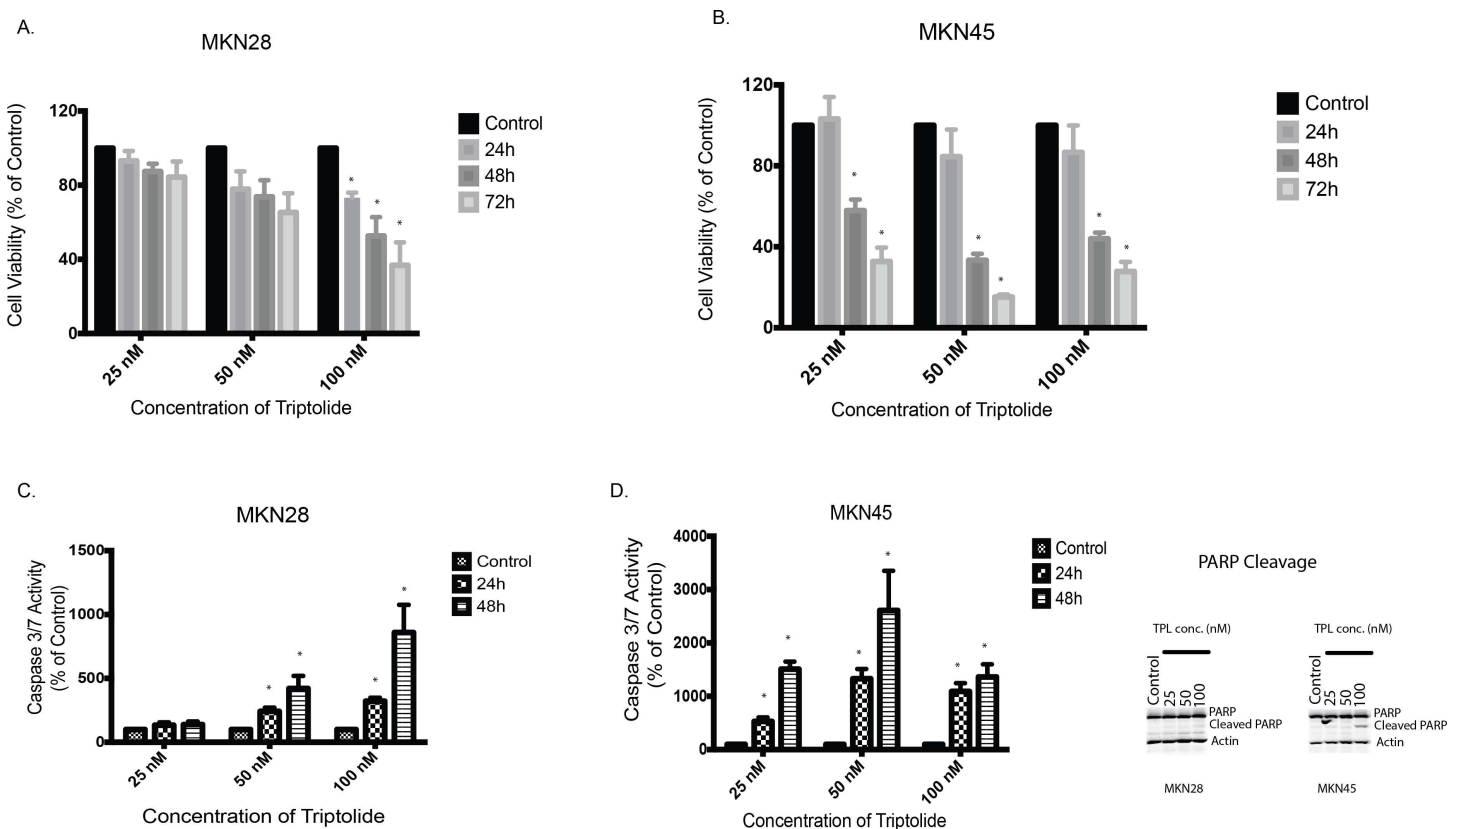 A.
MKN28
Cell Viability (% of Control)
120
80
40
0
25 nM
50 nM
100 nM
Concentration of Triptolide
Control
24h
48h
72h
*
*
*
B.
MKN45
Cell Viability (% of Control)
120
80
40
0
25 nM
50 nM
100 nM
Concentration of Triptolide
Control
24h
48h
72h
*
*
*
*
*
*
C.
MKN28
Caspase 3/7 Activity
(% of Control)
1500
1000
500
0
25 nM
50 nM
100 nM
Concentration of Triptolide
Control
24h
48h
*
*
*
*
D.
MKN45
Caspase 3/7 Activity
(% of Control)
4000
3000
2000
1000
0
25 nM
50 nM
100 nM
Concentration of Triptolide
Control
24h
48h
*
*
*
*
*
*
PARP Cleavage
TPL conc. (nM)
Control
25
50
100
PARP
Cleaved PARP
Actin
MKN28
TPL conc. (nM)
Control
25
50
100
PARP
Cleaved PARP
Actin
MKN45